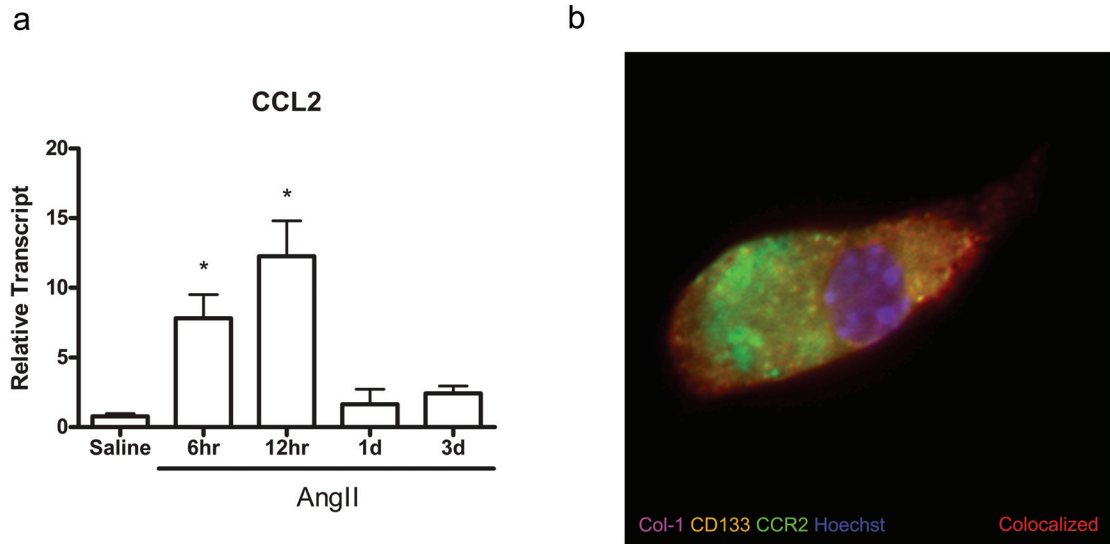 a
CCL2
Relative Transcript
20
15
10
5
0
*
*
Saline 6hr 12hr 1d 3d
AngII
b
Col-1 CD133 CCR2 Hoechst Colocalized